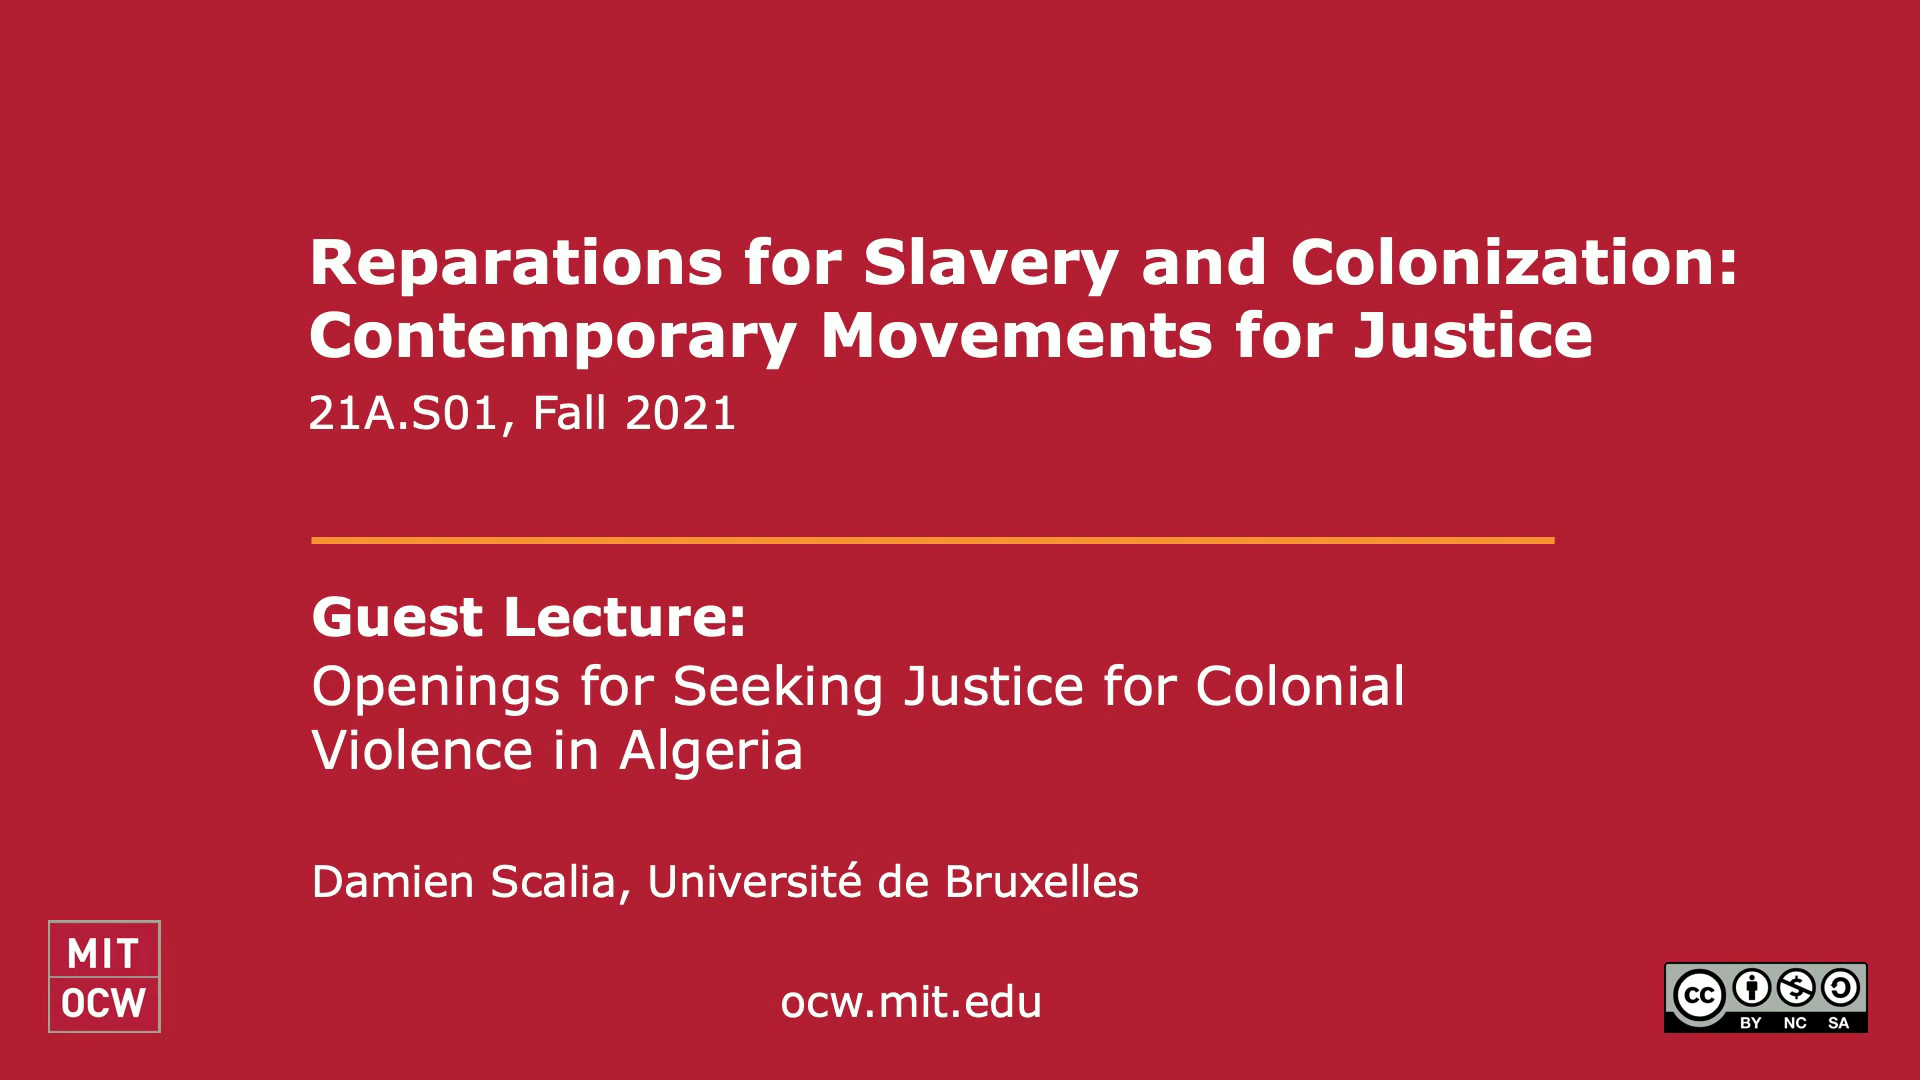 Reparations for Slavery and Colonization:
Contemporary Movements for Justice
21A.S01, Fall 2021
Guest Lecture:
Openings for Seeking Justice for Colonial
Violence in Algeria
Damien Scalia, Université de Bruxelles
MIT
OCW
ocw.mit.edu
cc
BY NC SA